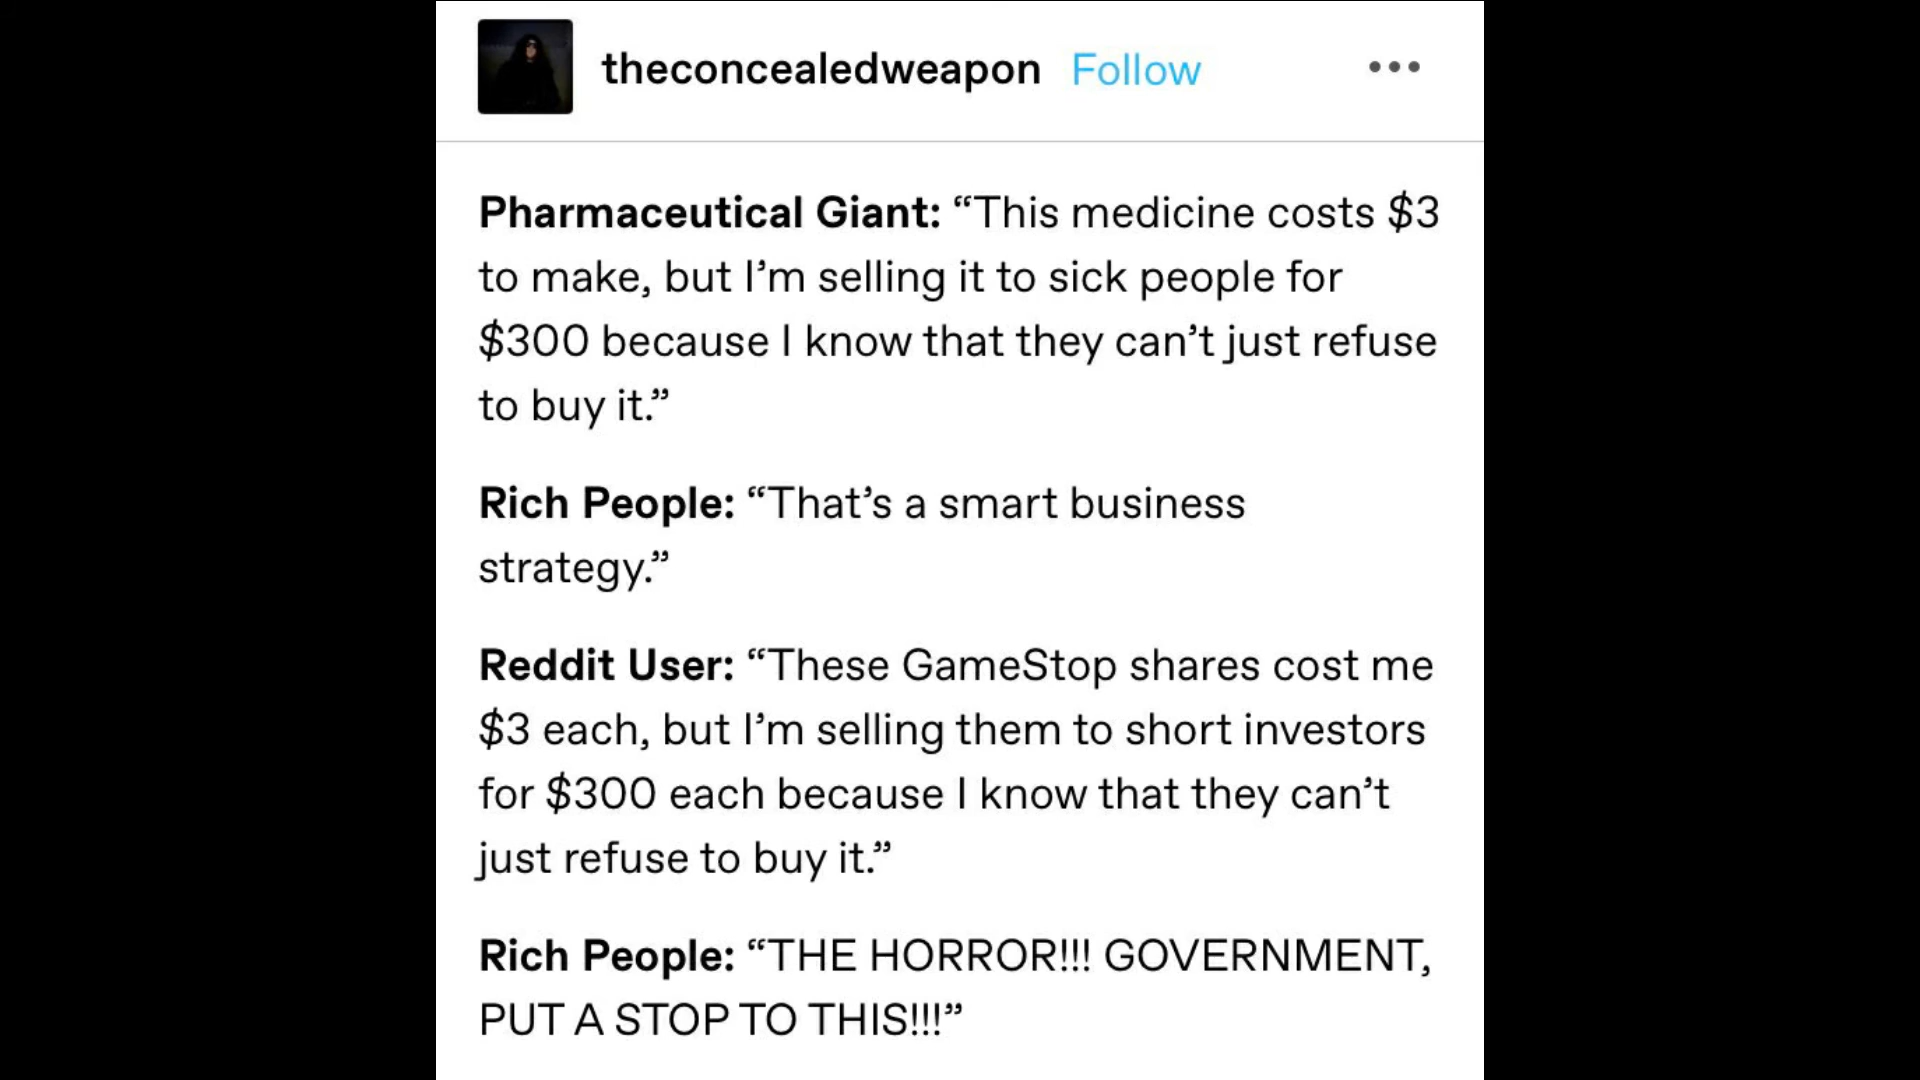 theconcealedweapon Follow
Pharmaceutical Giant: “This medicine costs $3
to make, but I’m selling it to sick people for
$300 because I know that they can’t just refuse
to buy it.”
Rich People: “That’s a smart business
strategy.”
Reddit User: “These GameStop shares cost me
$3 each, but I’m selling them to short investors
for $300 each because I know that they can’t
just refuse to buy it.”
Rich People: “THE HORROR!!! GOVERNMENT,
PUT A STOP TO THIS!!!”